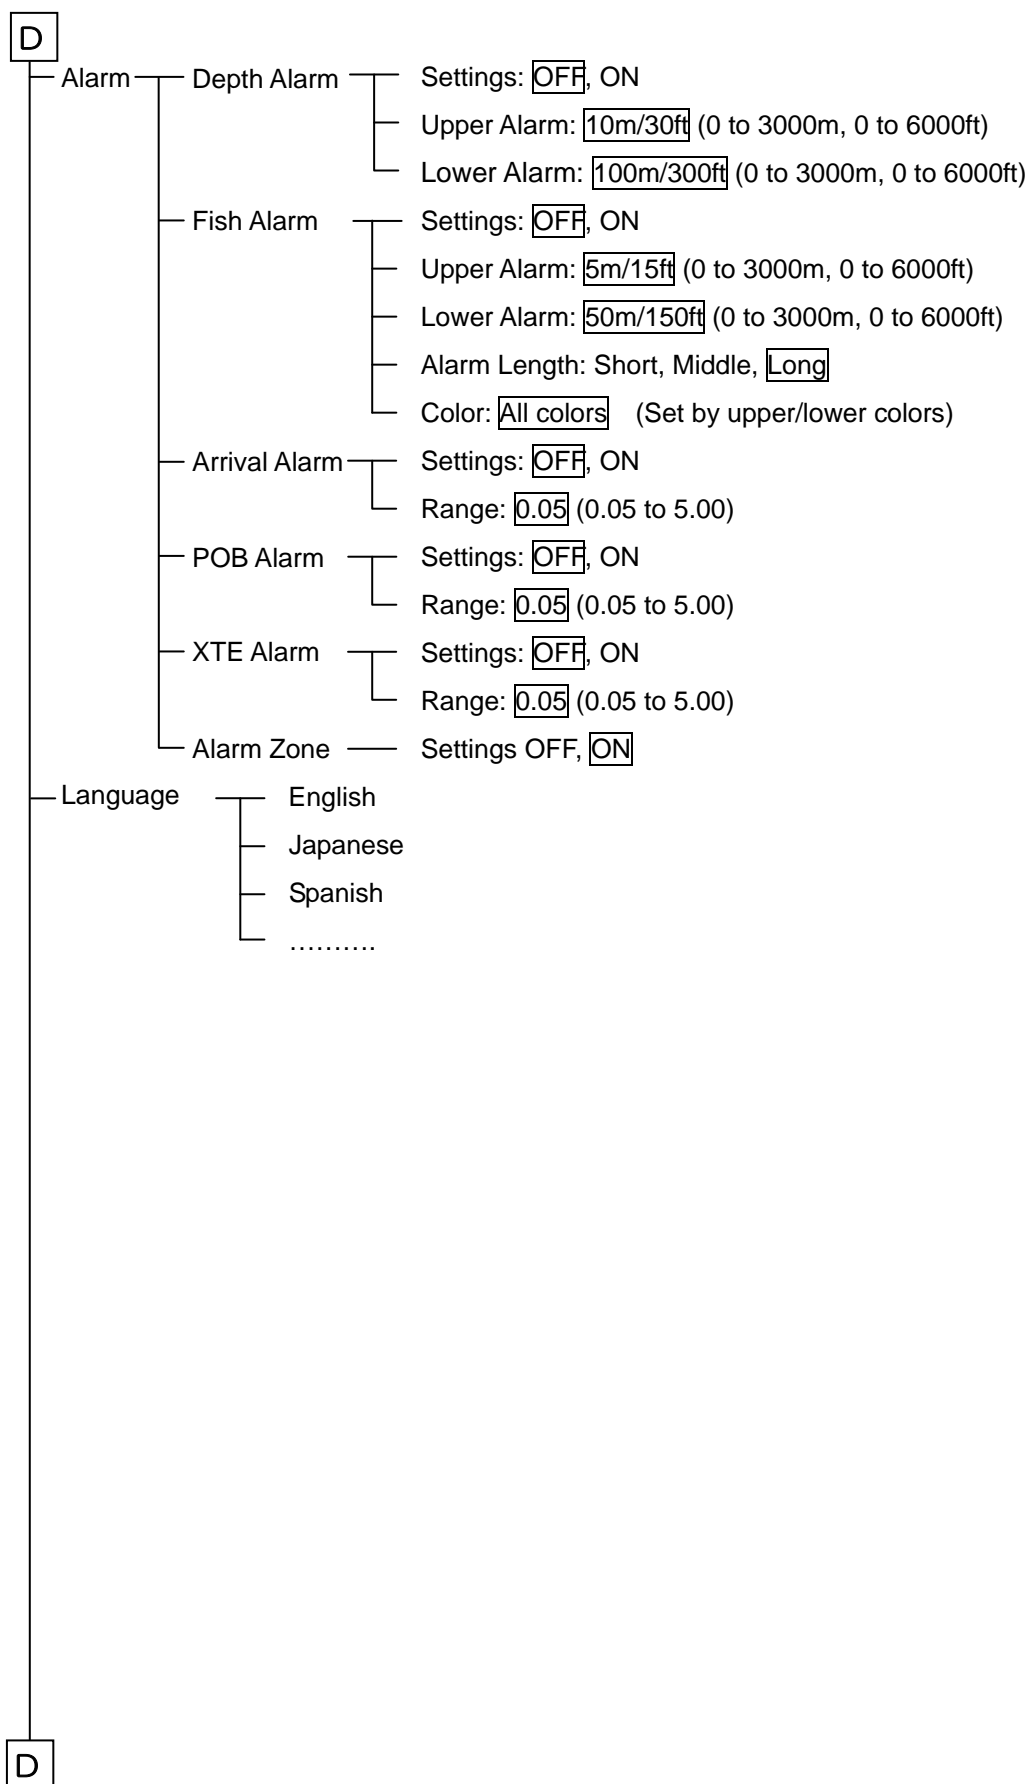 D
Alarm Depth Alarm Settings: OFF, ON
Upper Alarm: 10m/30ft (0 to 3000m, 0 to 6000ft)
Lower Alarm: 100m/300ft (0 to 3000m, 0 to 6000ft)
Fish Alarm Settings: OFF, ON
Upper Alarm: 5m/15ft (0 to 3000m, 0 to 6000ft)
Lower Alarm: 50m/150ft (0 to 3000m, 0 to 6000ft)
Alarm Length: Short, Middle, Long
Color: All colors (Set by upper/lower colors)
Arrival Alarm Settings: OFF, ON
Range: 0.05 (0.05 to 5.00)
POB Alarm Settings: OFF, ON
Range: 0.05 (0.05 to 5.00)
XTE Alarm Settings: OFF, ON
Range: 0.05 (0.05 to 5.00)
Alarm Zone Settings OFF, ON
Language English
Japanese
Spanish
……….
D